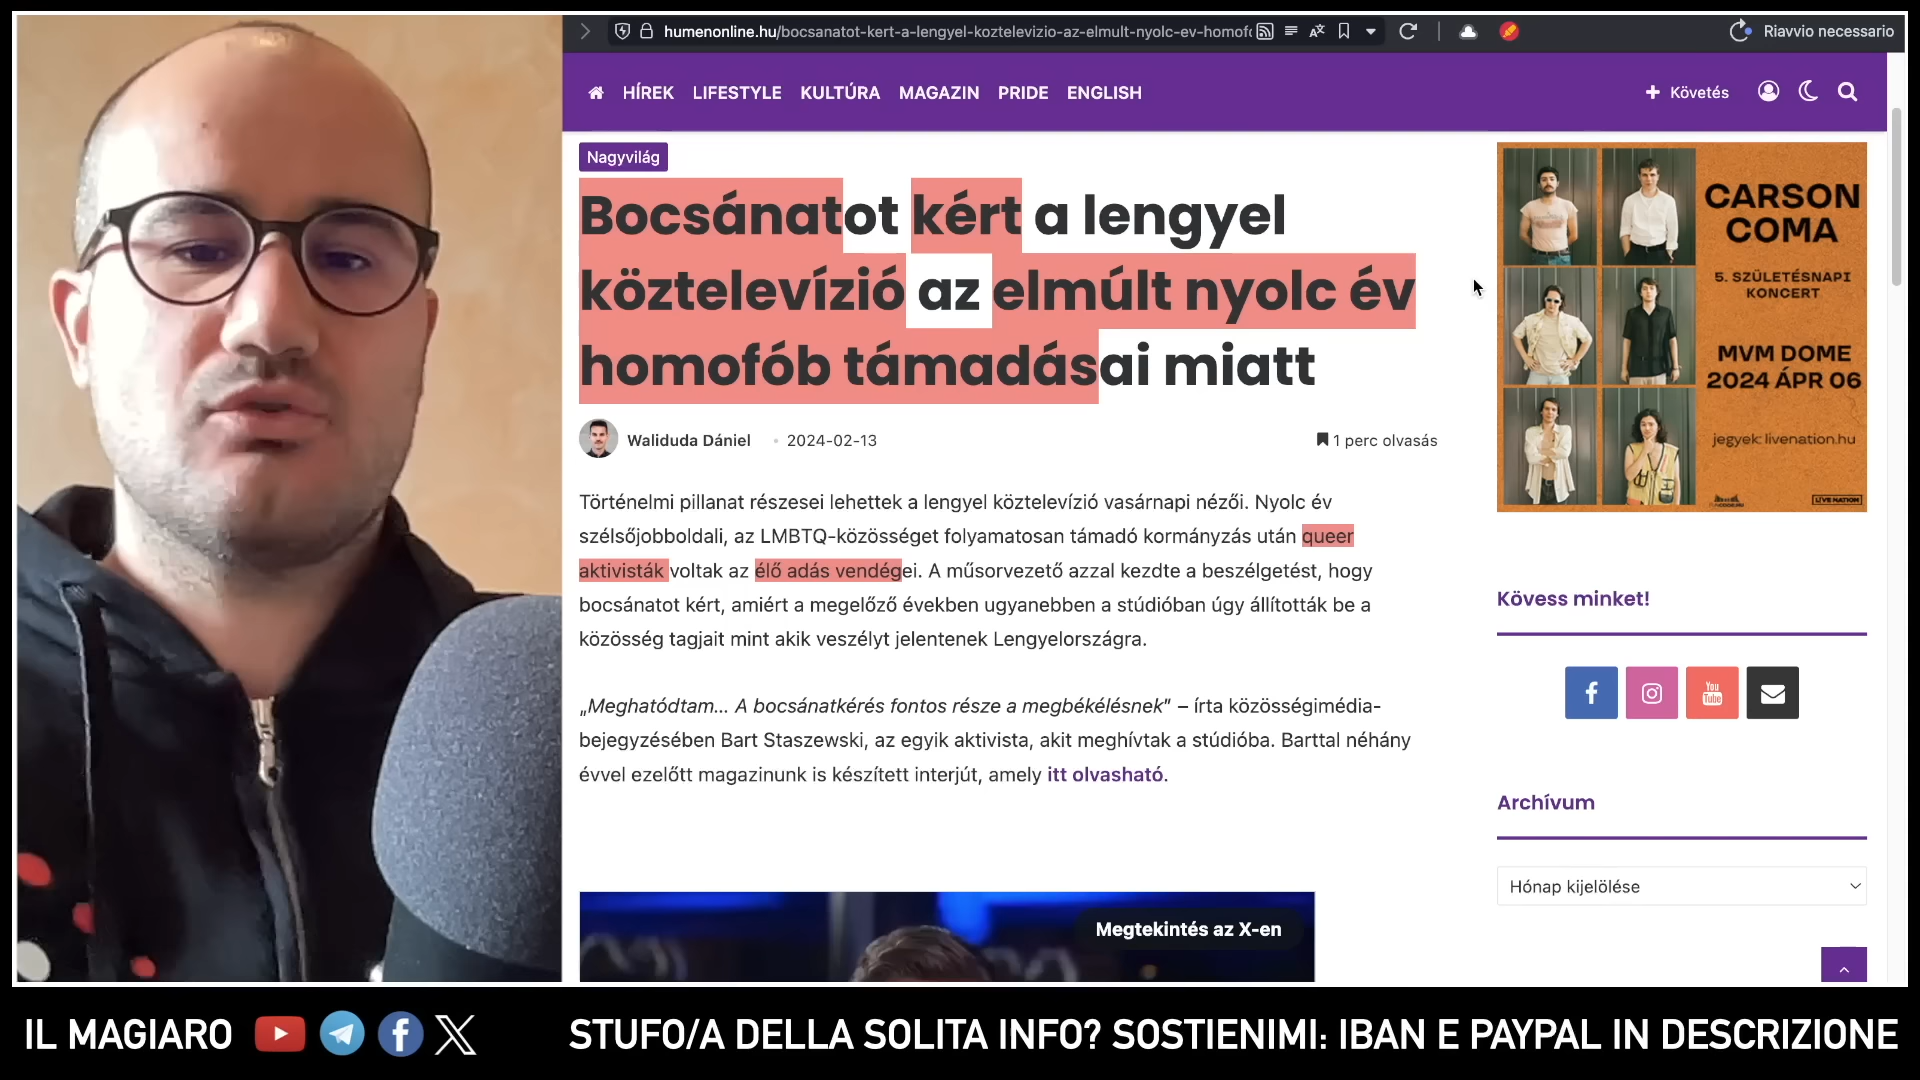 humenonline.hu/bocsanatot-kert-a-lengyel-koztelevizio-az-elmult-nyolc-ev-homof
Riavvio necessario
HÍREK LIFESTYLE KULTÚRA MAGAZIN PRIDE ENGLISH
Követés
Nagyvilág
Bocsánatot kért a lengyel
köztelevízió az elmúlt nyolc év
homofób támadásai miatt
Waliduda Dániel • 2024-02-13
1 perc olvasás
Történelmi pillanat részesei lehettek a lengyel köztelevízió vasárnapi nézői. Nyolc év
szélsőjobboldali, az LMBTQ-közösséget folyamatosan támadó kormányzás után queer
aktivisták voltak az élő adás vendégei. A műsorvezető azzal kezdte a beszélgetést, hogy
bocsánatot kért, amiért a megelőző években ugyanebben a stúdióban úgy állították be a
közösség tagjait mint akik veszélyt jelentenek Lengyelországra.
„Meghatódtam... A bocsánatkérés fontos része a megbékélésnek” – írta közösségimédia-
bejegyzésében Bart Staszewski, az egyik aktivista, akit meghívtak a stúdióba. Barttal néhány
évvel ezelőtt magazinunk is készített interjút, amely itt olvasható.
Megtekintés az X-en
CARSON
COMA
5. SZÜLETÉSNAPI
KONCERT
MVM DOME
2024 ÁPR 06
jegyek: livenation.hu
LIVE NATION
Kövess minket!
You
Tube
Archívum
Hónap kijelölése
IL MAGIARO
STUFO/A DELLA SOLITA INFO? SOSTIENIMI: IBAN E PAYPAL IN DESCRIZIONE